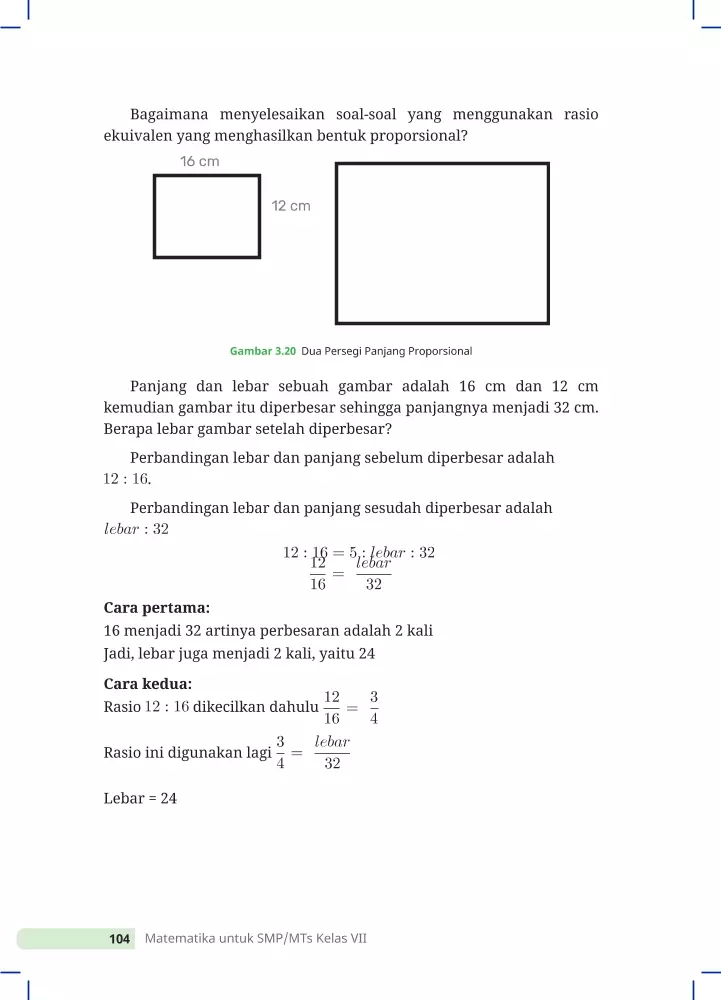 Bagaimana menyelesaikan soal-soal yang menggunakan rasio
ekuivalen yang menghasilkan bentuk proporsional?
16 cm
12 cm
Gambar 3.20 Dua Persegi Panjang Proporsional
Panjang dan lebar sebuah gambar adalah 16 cm dan 12 cm
kemudian gambar itu diperbesar sehingga panjangnya menjadi 32 cm.
Berapa lebar gambar setelah diperbesar?
Perbandingan lebar dan panjang sebelum diperbesar adalah
12 : 16.
Perbandingan lebar dan panjang sesudah diperbesar adalah
lebar : 32
12 : 16 = 5 : lebar : 32
12/16 = lebar/32
Cara pertama:
16 menjadi 32 artinya perbesaran adalah 2 kali
Jadi, lebar juga menjadi 2 kali, yaitu 24
Cara kedua:
Rasio 12 : 16 dikecilkan dahulu 12/16 = 3/4
Rasio ini digunakan lagi 3/4 = lebar/32
Lebar = 24
104 Matematika untuk SMP/MTs Kelas VII